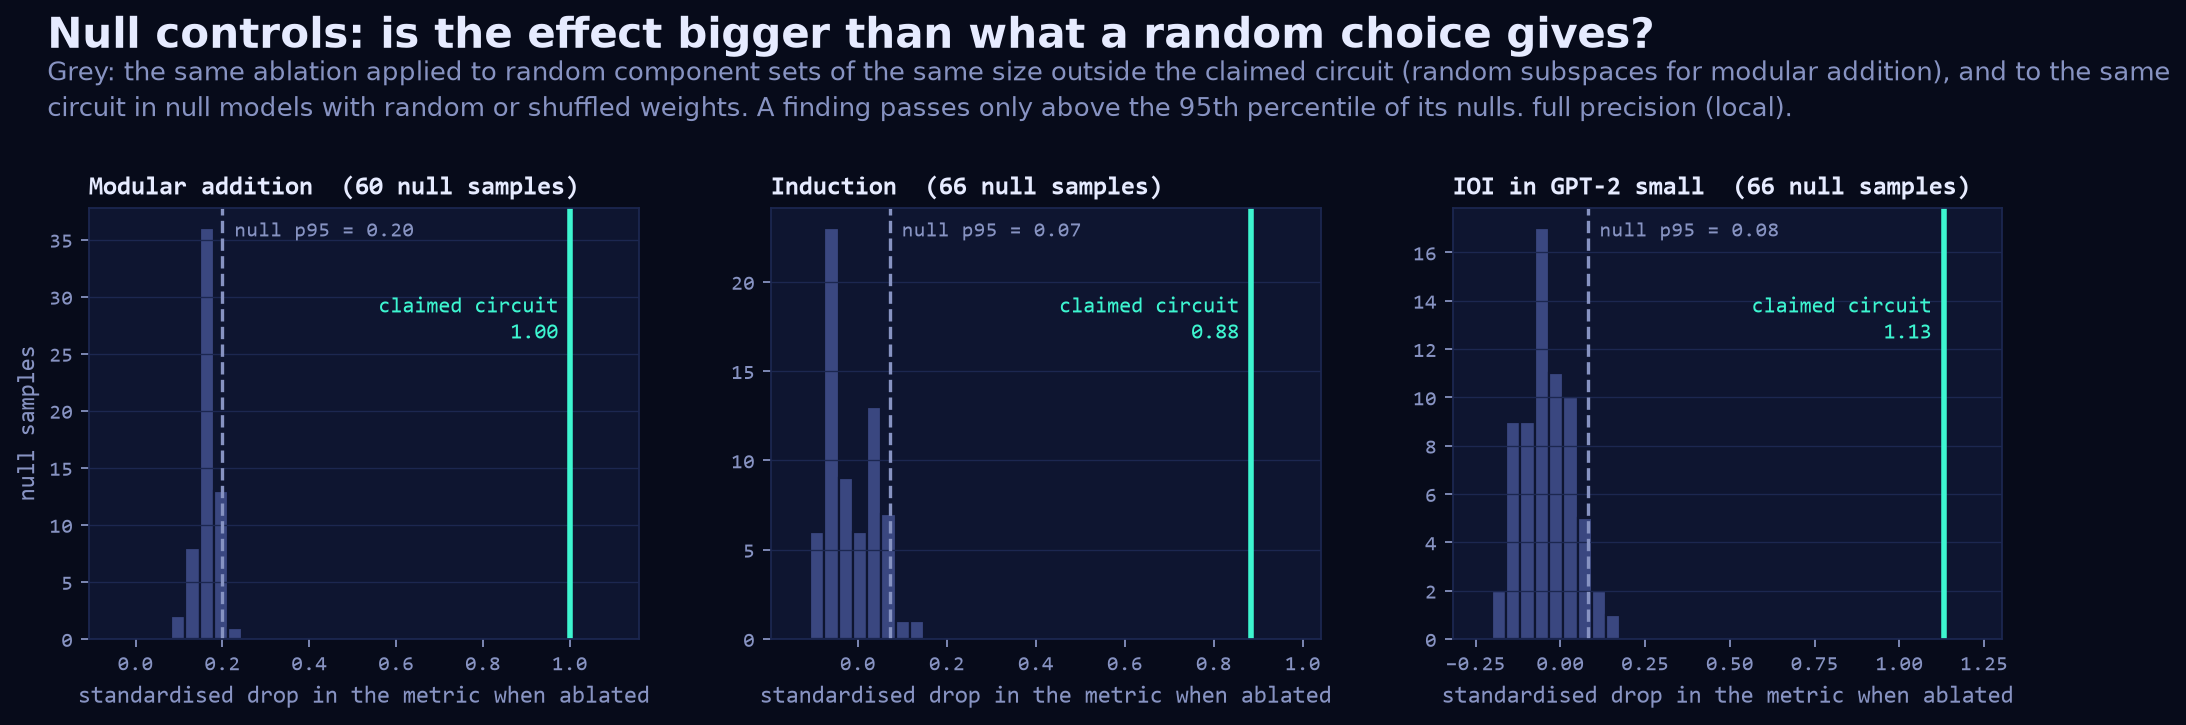 Null controls: is the effect bigger than what a random choice gives?
Grey: the same ablation applied to random component sets of the same size outside the claimed circuit (random subspaces for modular addition), and to the same
circuit in null models with random or shuffled weights. A finding passes only above the 95th percentile of its nulls. full precision (local).
Modular addition (60 null samples)
null p95 = 0.20
claimed circuit
1.00
null samples
35
30
25
20
15
10
5
0
0.0 0.2 0.4 0.6 0.8 1.0
standardised drop in the metric when ablated
Induction (66 null samples)
null p95 = 0.07
claimed circuit
0.88
20
15
10
5
0
0.0 0.2 0.4 0.6 0.8 1.0
standardised drop in the metric when ablated
IOI in GPT-2 small (66 null samples)
null p95 = 0.08
claimed circuit
1.13
16
14
12
10
8
6
4
2
0
−0.25 0.00 0.25 0.50 0.75 1.00 1.25
standardised drop in the metric when ablated